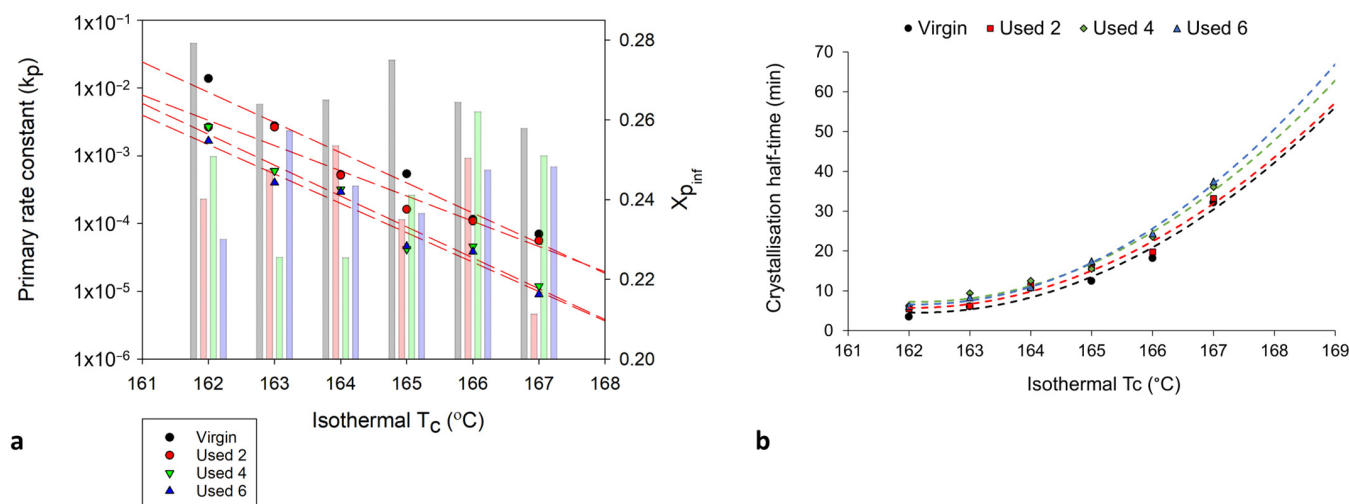 1x10-1
1x10-2
1x10-3
1x10-4
1x10-5
1x10-6
Primary rate constant (kp)
0.28
0.26
0.24
0.22
0.20
Xpinf
161 162 163 164 165 166 167 168
Isothermal TC (oC)
Virgin
Used 2
Used 4
Used 6
a
Virgin Used 2 Used 4 Used 6
70
60
50
40
30
20
10
0
Crystallisation half-time (min)
161 162 163 164 165 166 167 168 169
Isothermal Tc (°C)
b